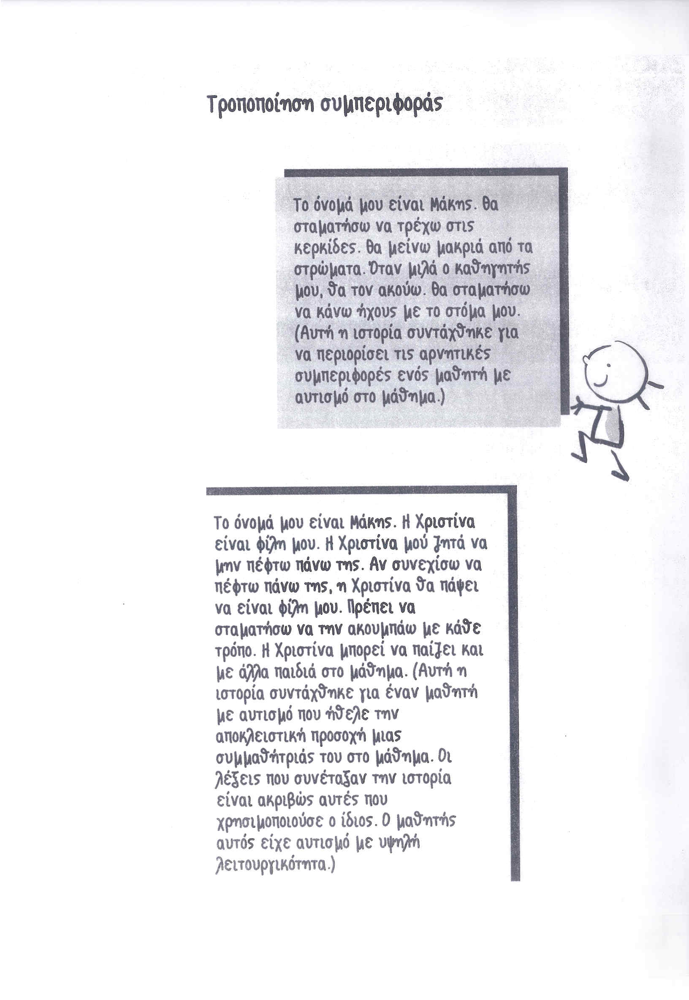 Τροποποίηση συμπεριφοράς
Το όνομά μου είναι Μάκης. Θα
σταματήσω να τρέχω στις
κερκίδες. Θα μείνω μακριά από τα
στρώματα. Όταν μιλά ο καθηγητής
μου, θα τον ακούω. Θα σταματήσω
να κάνω ήχους με το στόμα μου.
(Αυτή η ιστορία συντάχθηκε για
να περιορίσει τις αρνητικές
συμπεριφορές ενός μαθητή με
αυτισμό στο μάθημα.)
Το όνομά μου είναι Μάκης. Η Χριστίνα
είναι φίλη μου. Η Χριστίνα μού ζητά να
μην πέφτω πάνω της. Αν συνεχίσω να
πέφτω πάνω της, η Χριστίνα θα πάψει
να είναι φίλη μου. Πρέπει να
σταματήσω να την ακουμπάω με κάθε
τρόπο. Η Χριστίνα μπορεί να παίζει και
με άλλα παιδιά στο μάθημα. (Αυτή η
ιστορία συντάχθηκε για έναν μαθητή
με αυτισμό που ήθελε την
αποκλειστική προσοχή μιας
συμμαθήτριάς του στο μάθημα. Οι
λέξεις που συνέταξαν την ιστορία
είναι ακριβώς αυτές που
χρησιμοποιούσε ο ίδιος. Ο μαθητής
αυτός είχε αυτισμό με υψηλή
λειτουργικότητα.)